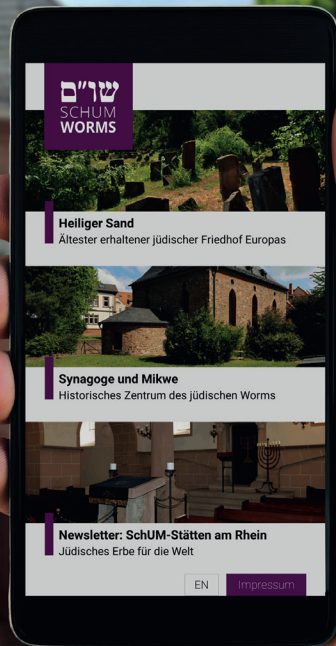 שו"ם
SCHUM
WORMS
Heiliger Sand
Ältester erhaltener jüdischer Friedhof Europas
Synagoge und Mikwe
Historisches Zentrum des jüdischen Worms
Newsletter: SchUM-Stätten am Rhein
Jüdisches Erbe für die Welt
EN
Impressum